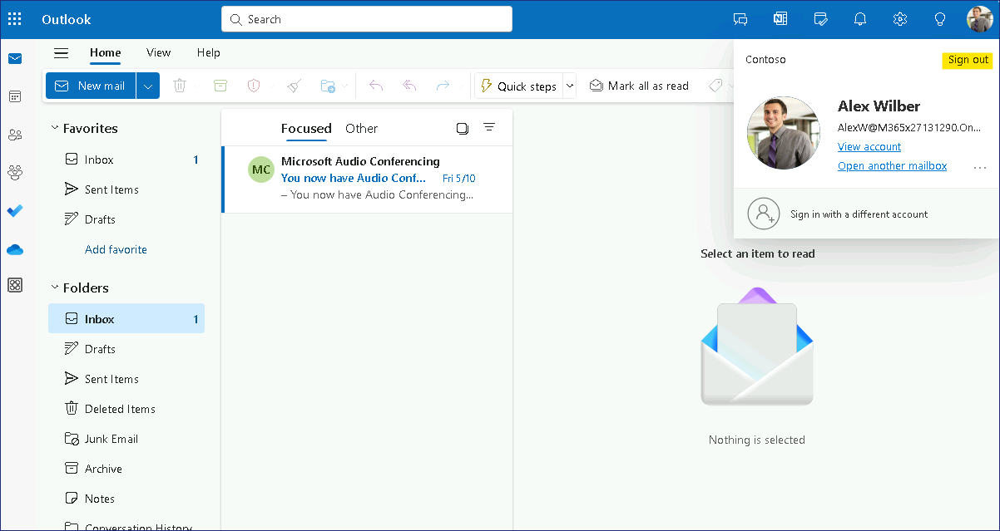 Outlook
Search
Home View Help
New mail
Quick steps
Mark all as read
Favorites
Inbox 1
Sent Items
Drafts
Add favorite
Folders
Inbox 1
Drafts
Sent Items
Deleted Items
Junk Email
Archive
Notes
Conversation History
Focused Other
MC
Microsoft Audio Conferencing
You now have Audio Conf... Fri 5/10
– You now have Audio Conferencing...
Select an item to read
Nothing is selected
Contoso Sign out
Alex Wilber
AlexW@M365x27131290.On...
View account
Open another mailbox
Sign in with a different account